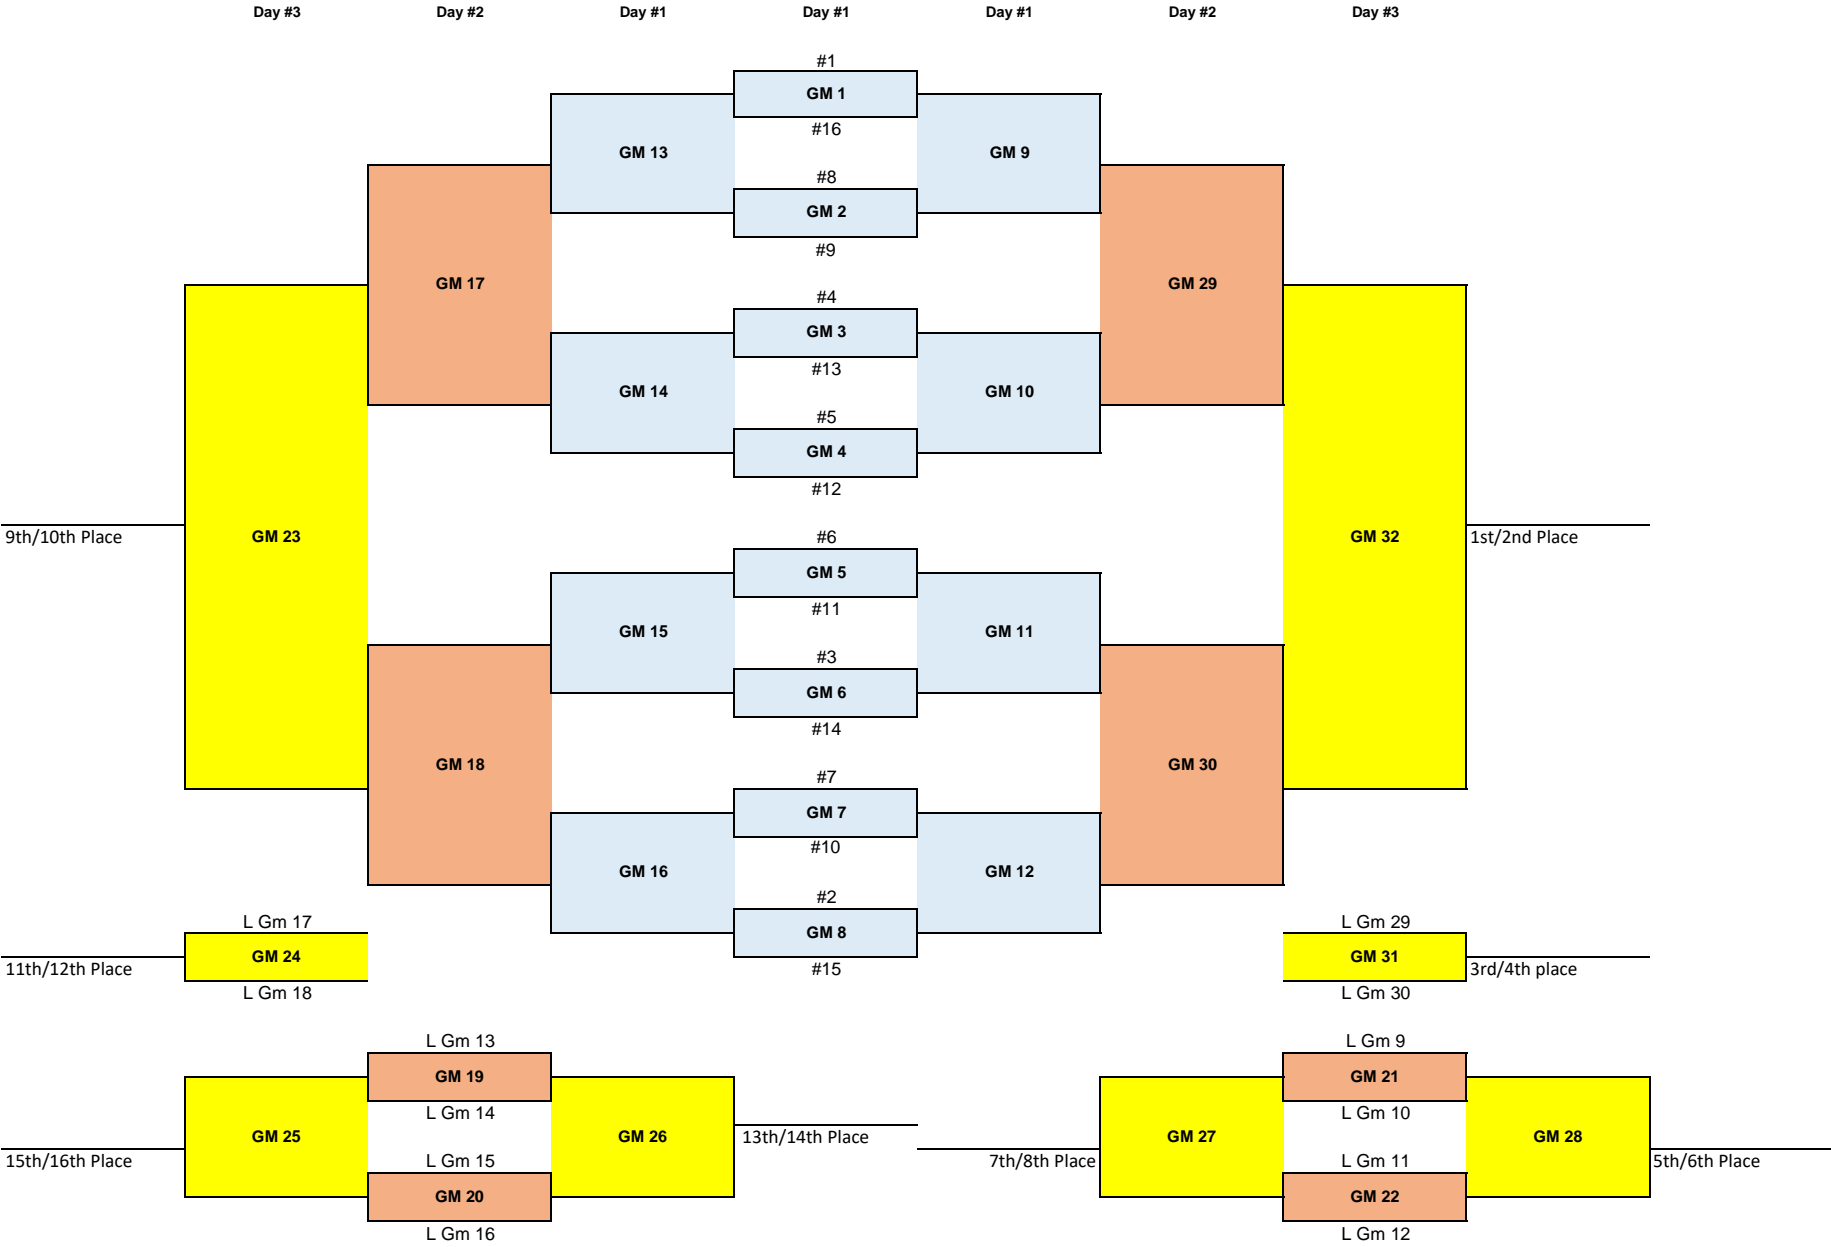 Day #3 Day #2 Day #1 Day #1 Day #1 Day #2 Day #3
#1
GM 1
#16
GM 13 GM 9
#8
GM 2
#9
GM 17 GM 29
#4
GM 3
#13
GM 14 GM 10
#5
GM 4
#12
9th/10th Place GM 23 #6 GM 32 1st/2nd Place
GM 5
#11
GM 15 GM 11
#3
GM 6
#14
GM 18 GM 30
#7
GM 7
#10
GM 16 GM 12
#2
L Gm 17 L Gm 29
GM 8
11th/12th Place GM 24 GM 31 3rd/4th place
#15
L Gm 18 L Gm 30
L Gm 13 L Gm 9
GM 19 GM 21
L Gm 14 L Gm 10
GM 25 GM 26 13th/14th Place GM 27 GM 28
15th/16th Place L Gm 15 7th/8th Place L Gm 11 5th/6th Place
GM 20 GM 22
L Gm 16 L Gm 12